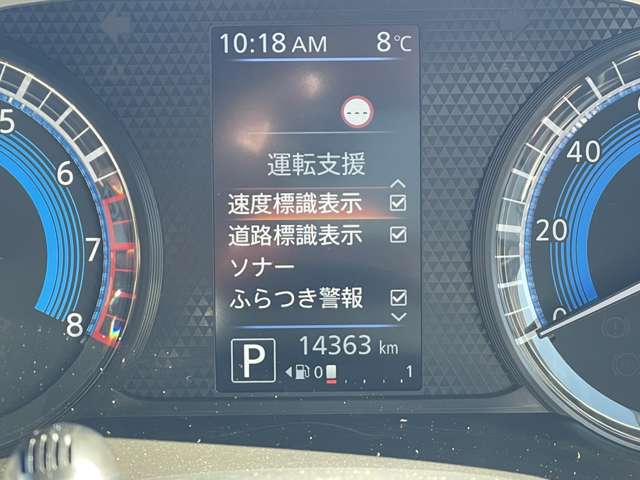 10:18 AM 8℃
---
運転支援
速度標識表示
道路標識表示
ソナー
ふらつき警報
P 14363 km
0 1
5
6
7
8
40
20
0